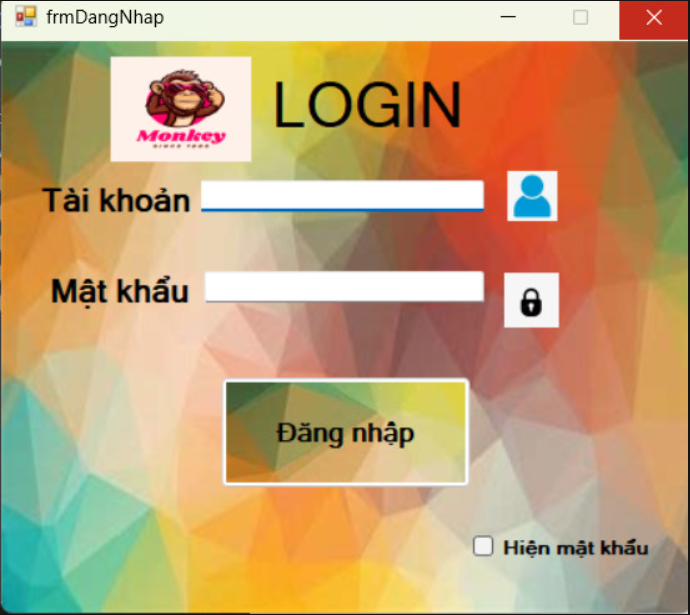 frmDangNhap
LOGIN
Monkey
Tài khoản
Mật khẩu
Đăng nhập
Hiện mật khẩu